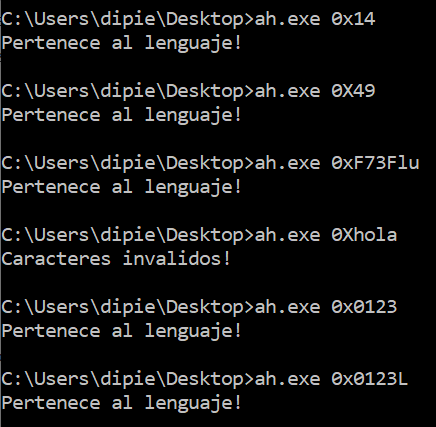 C:\Users\dipie\Desktop>ah.exe 0x14
Pertenece al lenguaje!
C:\Users\dipie\Desktop>ah.exe 0X49
Pertenece al lenguaje!
C:\Users\dipie\Desktop>ah.exe 0xF73Flu
Pertenece al lenguaje!
C:\Users\dipie\Desktop>ah.exe 0Xhola
Caracteres invalidos!
C:\Users\dipie\Desktop>ah.exe 0x0123
Pertenece al lenguaje!
C:\Users\dipie\Desktop>ah.exe 0x0123L
Pertenece al lenguaje!